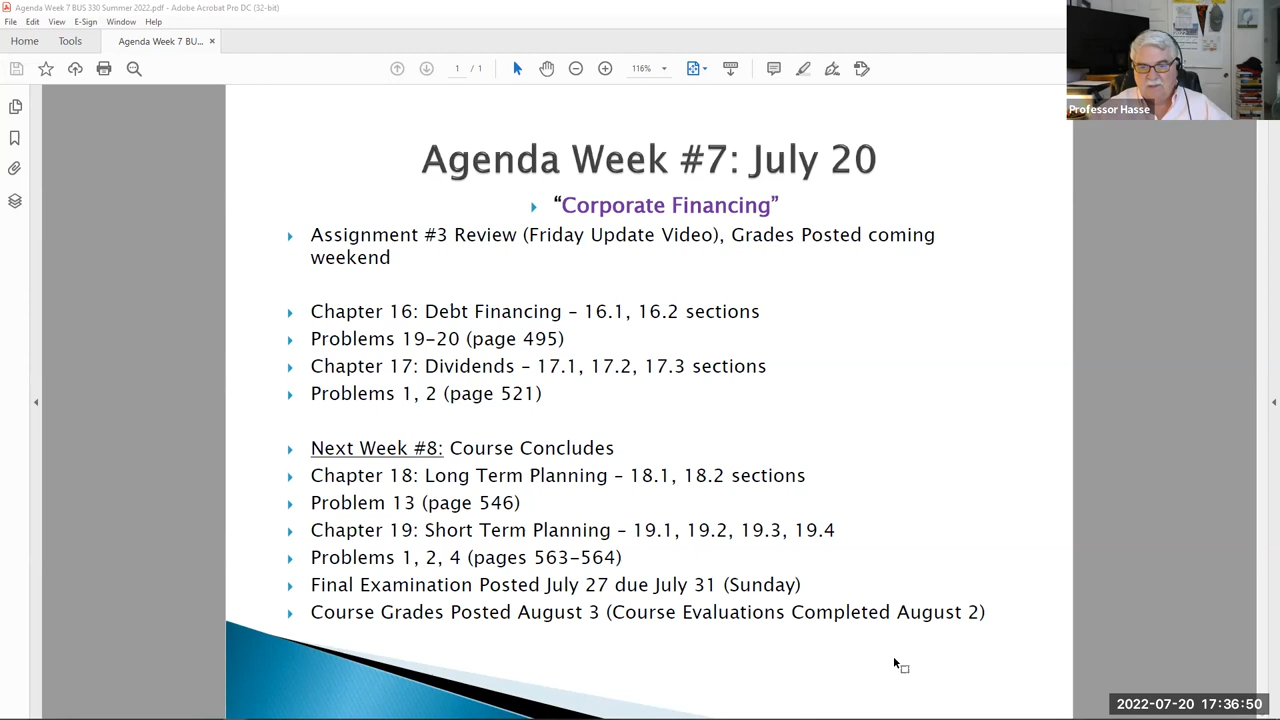 Agenda Week 7 BUS 330 Summer 2022.pdf - Adobe Acrobat Pro DC (32-bit)
File Edit View E-Sign Window Help
Home Tools Agenda Week 7 BU... ×
1 / 1 116%
Professor Hasse
Agenda Week #7: July 20
“Corporate Financing”
Assignment #3 Review (Friday Update Video), Grades Posted coming
weekend
Chapter 16: Debt Financing – 16.1, 16.2 sections
Problems 19-20 (page 495)
Chapter 17: Dividends – 17.1, 17.2, 17.3 sections
Problems 1, 2 (page 521)
Next Week #8: Course Concludes
Chapter 18: Long Term Planning – 18.1, 18.2 sections
Problem 13 (page 546)
Chapter 19: Short Term Planning – 19.1, 19.2, 19.3, 19.4
Problems 1, 2, 4 (pages 563-564)
Final Examination Posted July 27 due July 31 (Sunday)
Course Grades Posted August 3 (Course Evaluations Completed August 2)
2022-07-20 17:36:50